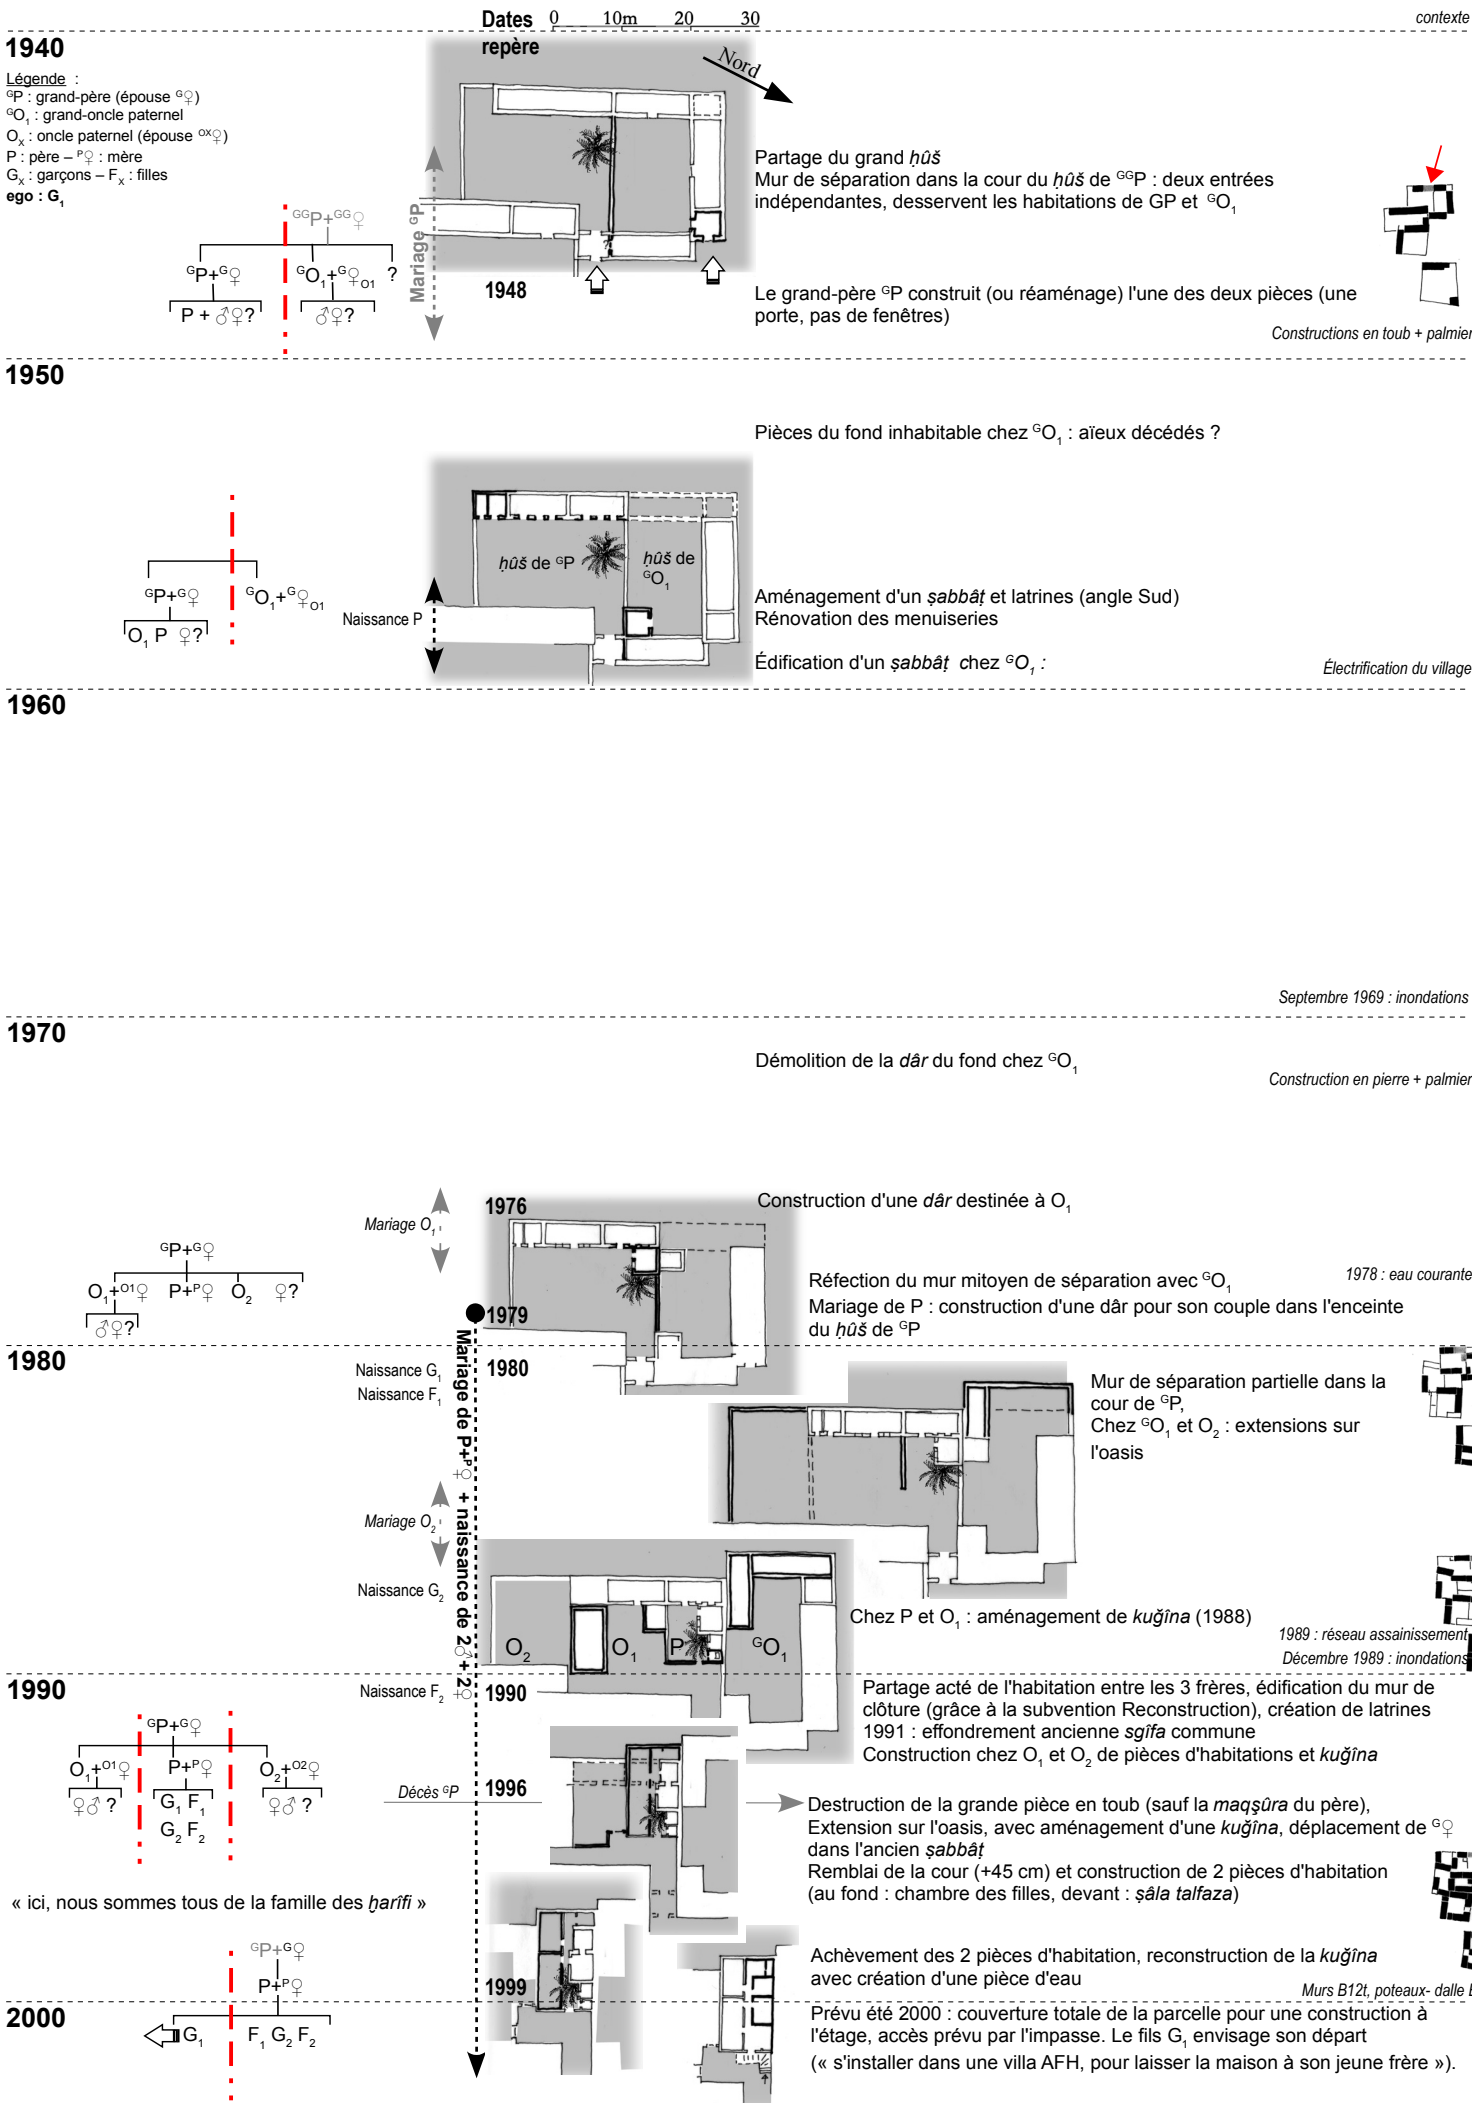 Dates
repère
0 10m 20 30
contexte
1940
Légende :
ᴳP : grand-père (épouse ᴳ♀)
ᴳO₁ : grand-oncle paternel
Oₓ : oncle paternel (épouse ᴼˣ♀)
P : père – ᴾ♀ : mère
Gₓ : garçons – Fₓ : filles
ego : G₁
Nord
ᴳᴳP+ᴳᴳ♀
ᴳP+ᴳ♀ ᴳO₁+ᴳ♀O1 ?
P + ♂♀? ♂♀?
Mariage ᴳP
?
1948
Partage du grand ḥûš
Mur de séparation dans la cour du ḥûš de ᴳᴳP : deux entrées
indépendantes, desservent les habitations de GP et ᴳO₁
Le grand-père ᴳP construit (ou réaménage) l'une des deux pièces (une
porte, pas de fenêtres)
Constructions en toub + palmier
1950
Pièces du fond inhabitable chez ᴳO₁ : aïeux décédés ?
ᴳP+ᴳ♀ ᴳO₁+ᴳ♀O1
O₁ P ♀?
Naissance P
ḥûš de ᴳP
ḥûš de
ᴳO₁
Aménagement d'un ṣabbâṭ et latrines (angle Sud)
Rénovation des menuiseries
Édification d'un ṣabbâṭ chez ᴳO₁ :
Électrification du village
1960
Septembre 1969 : inondations
1970
Démolition de la dâr du fond chez ᴳO₁
Construction en pierre + palmier
1976
Construction d'une dâr destinée à O₁
Mariage O₁
ᴳP+ᴳ♀
O₁+ᴼ¹♀ P+ᴾ♀ O₂ ♀?
♂♀?
Réfection du mur mitoyen de séparation avec ᴳO₁
1978 : eau courante
1979
Mariage de P : construction d'une dâr pour son couple dans l'enceinte
du ḥûš de ᴳP
1980
Naissance G₁
Naissance F₁
Mariage de P+ᴾ♀ + naissance de 2♂+ 2♀
1980
Mur de séparation partielle dans la
cour de ᴳP,
Chez ᴳO₁ et O₂ : extensions sur
l'oasis
Mariage O₂
Naissance G₂
O₂ O₁ P ᴳO₁
Chez P et O₁ : aménagement de kuğîna (1988)
1989 : réseau assainissement
Décembre 1989 : inondations
1990
Naissance F₂
1990
Partage acté de l'habitation entre les 3 frères, édification du mur de
clôture (grâce à la subvention Reconstruction), création de latrines
1991 : effondrement ancienne sgîfa commune
Construction chez O₁ et O₂ de pièces d'habitations et kuğîna
ᴳP+ᴳ♀
O₁+ᴼ¹♀ P+ᴾ♀ O₂+ᴼ²♀
♀♂ ? G₁ F₁ ♀♂ ?
G₂ F₂
Décès ᴳP
1996
Destruction de la grande pièce en toub (sauf la maqṣûra du père),
Extension sur l'oasis, avec aménagement d'une kuğîna, déplacement de ᴳ♀
dans l'ancien ṣabbâṭ
Remblai de la cour (+45 cm) et construction de 2 pièces d'habitation
(au fond : chambre des filles, devant : ṣâla talfaza)
« ici, nous sommes tous de la famille des ḫarîfi »
ᴳP+ᴳ♀
P+ᴾ♀
Achèvement des 2 pièces d'habitation, reconstruction de la kuğîna
avec création d'une pièce d'eau
1999
Murs B12t, poteaux- dalle
2000
G₁ F₁ G₂ F₂
Prévu été 2000 : couverture totale de la parcelle pour une construction à
l'étage, accès prévu par l'impasse. Le fils G₁ envisage son départ
(« s'installer dans une villa AFH, pour laisser la maison à son jeune frère »).